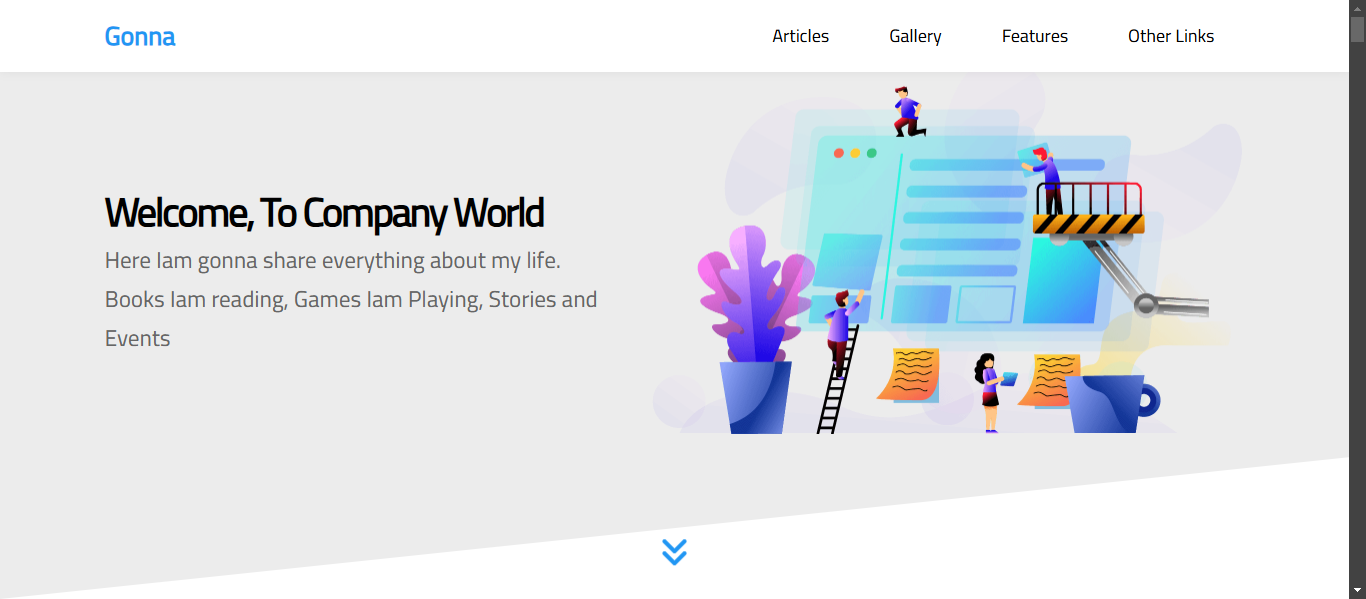 Gonna
Articles
Gallery
Features
Other Links
Welcome, To Company World
Here Iam gonna share everything about my life.
Books Iam reading, Games Iam Playing, Stories and
Events